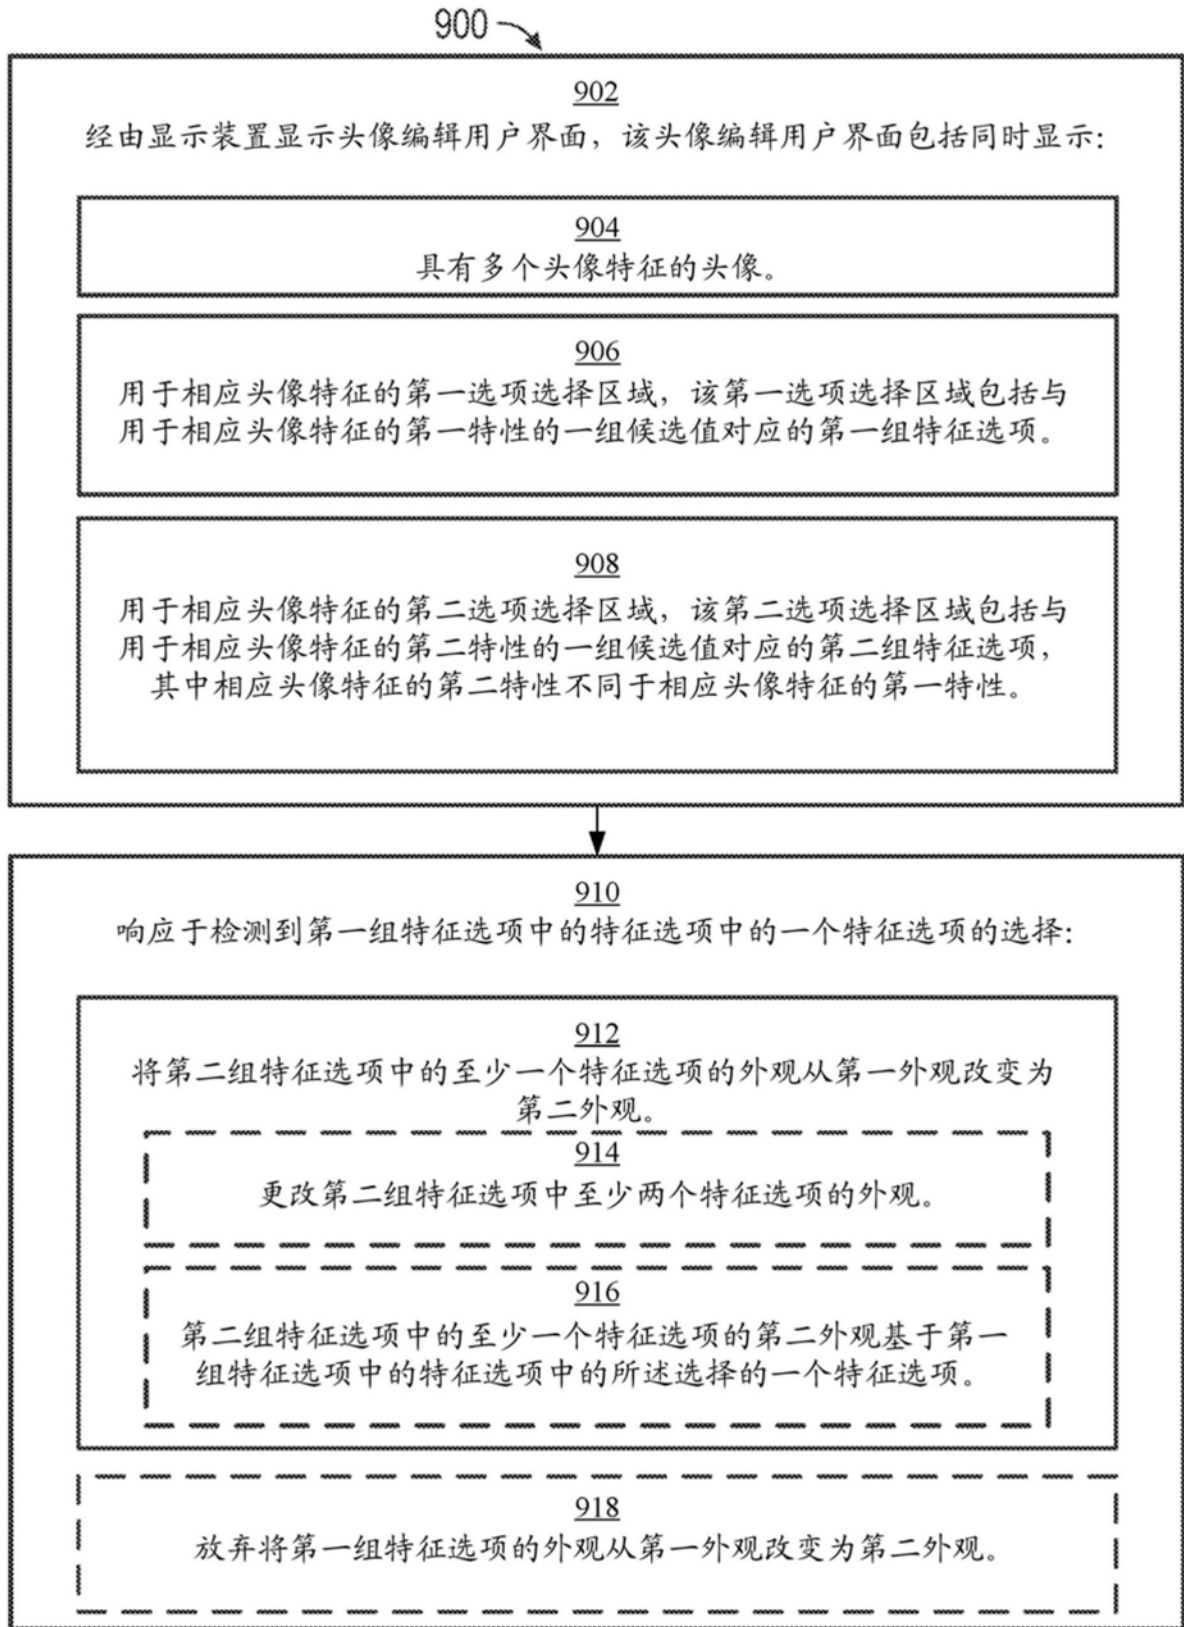 900
902
经由显示装置显示头像编辑用户界面，该头像编辑用户界面包括同时显示：
904
具有多个头像特征的头像。
906
用于相应头像特征的第一选项选择区域，该第一选项选择区域包括与
用于相应头像特征的第一特性的一组候选值对应的第一组特征选项。
908
用于相应头像特征的第二选项选择区域，该第二选项选择区域包括与
用于相应头像特征的第二特性的一组候选值对应的第二组特征选项，
其中相应头像特征的第二特性不同于相应头像特征的第一特性。
910
响应于检测到第一组特征选项中的特征选项中的一个特征选项的选择：
912
将第二组特征选项中的至少一个特征选项的外观从第一外观改变为
第二外观。
914
更改第二组特征选项中至少两个特征选项的外观。
916
第二组特征选项中的至少一个特征选项的第二外观基于第一
组特征选项中的特征选项中的所述选择的一个特征选项。
918
放弃将第一组特征选项的外观从第一外观改变为第二外观。